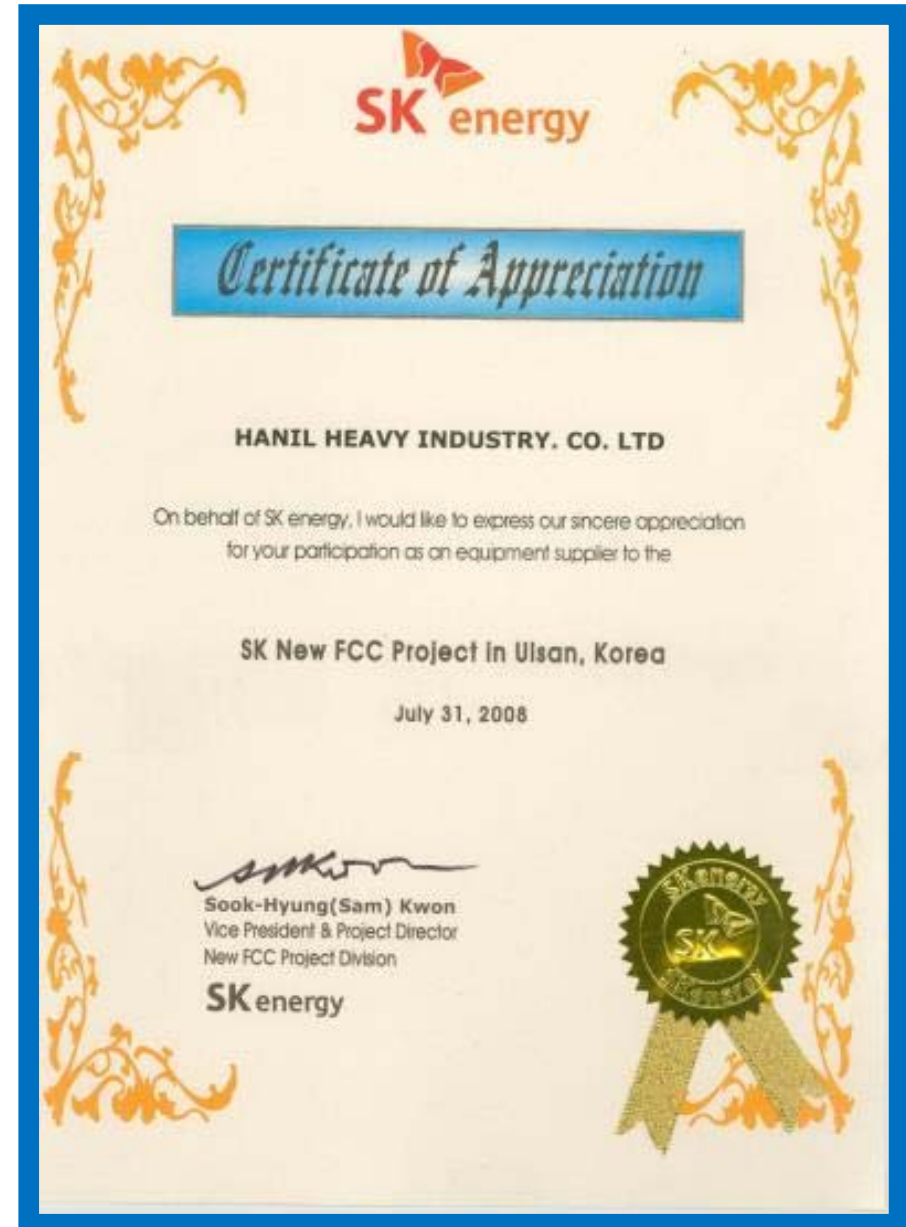 SK energy
Certificate of Appreciation
HANIL HEAVY INDUSTRY. CO. LTD
On behalf of SK energy, I would like to express our sincere appreciation
for your participation as an equipment supplier to the
SK New FCC Project in Ulsan, Korea
July 31, 2008
Sook-Hyung(Sam) Kwon
Vice President & Project Director
New FCC Project Division
SK energy
SK energy
SK
SK energy